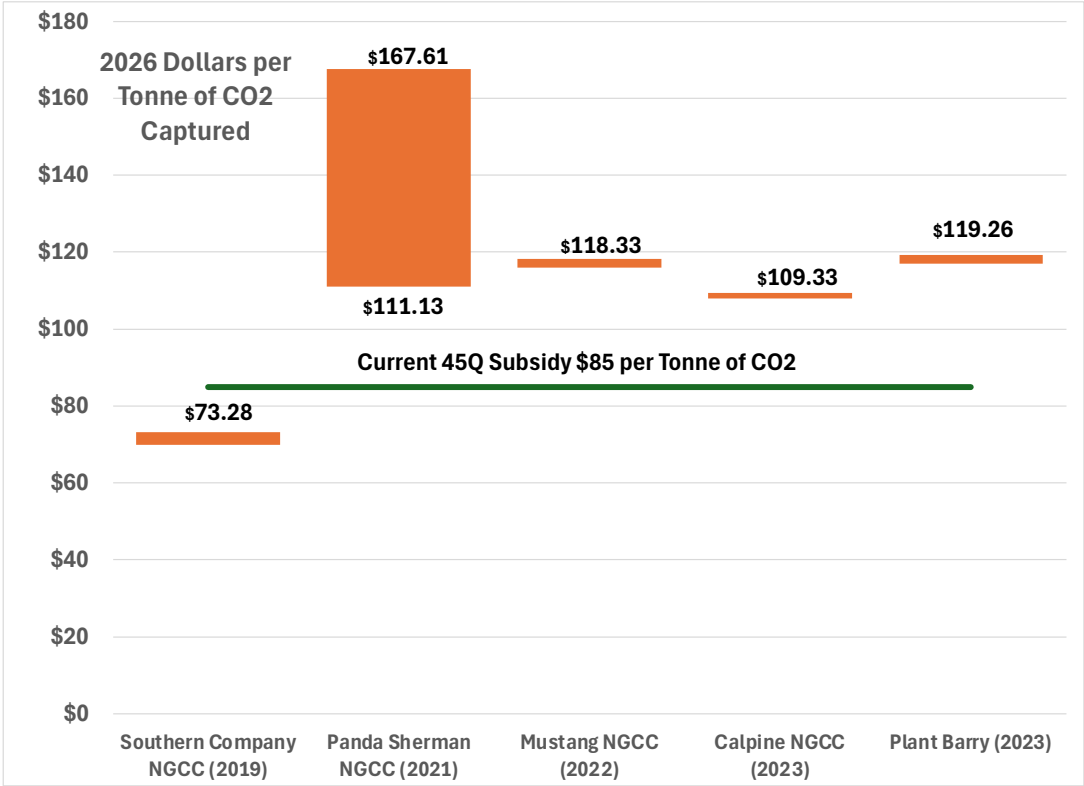 $180
2026 Dollars per
Tonne of CO2
Captured
$167.61
$160
$140
$120
$118.33
$109.33
$119.26
$111.13
$100
Current 45Q Subsidy $85 per Tonne of CO2
$80
$73.28
$60
$40
$20
$0
Southern Company
NGCC (2019)
Panda Sherman
NGCC (2021)
Mustang NGCC
(2022)
Calpine NGCC
(2023)
Plant Barry (2023)